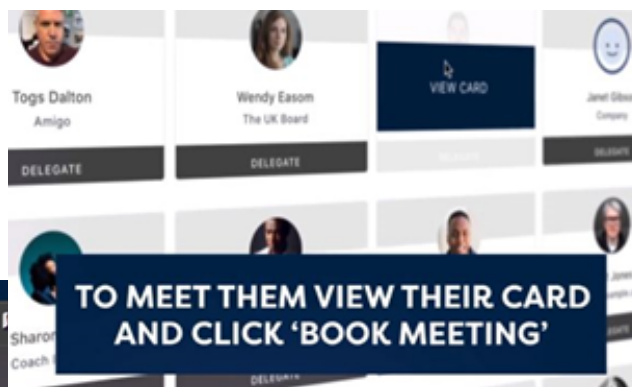 Togs Dalton
Amigo
DELEGATE
Wendy Easom
The UK Board
DELEGATE
VIEW CARD
DELEGATE
Janet Gibso
Company
DELEGATE
Sharon
Coach
TO MEET THEM VIEW THEIR CARD
AND CLICK ‘BOOK MEETING’
DELEGATE